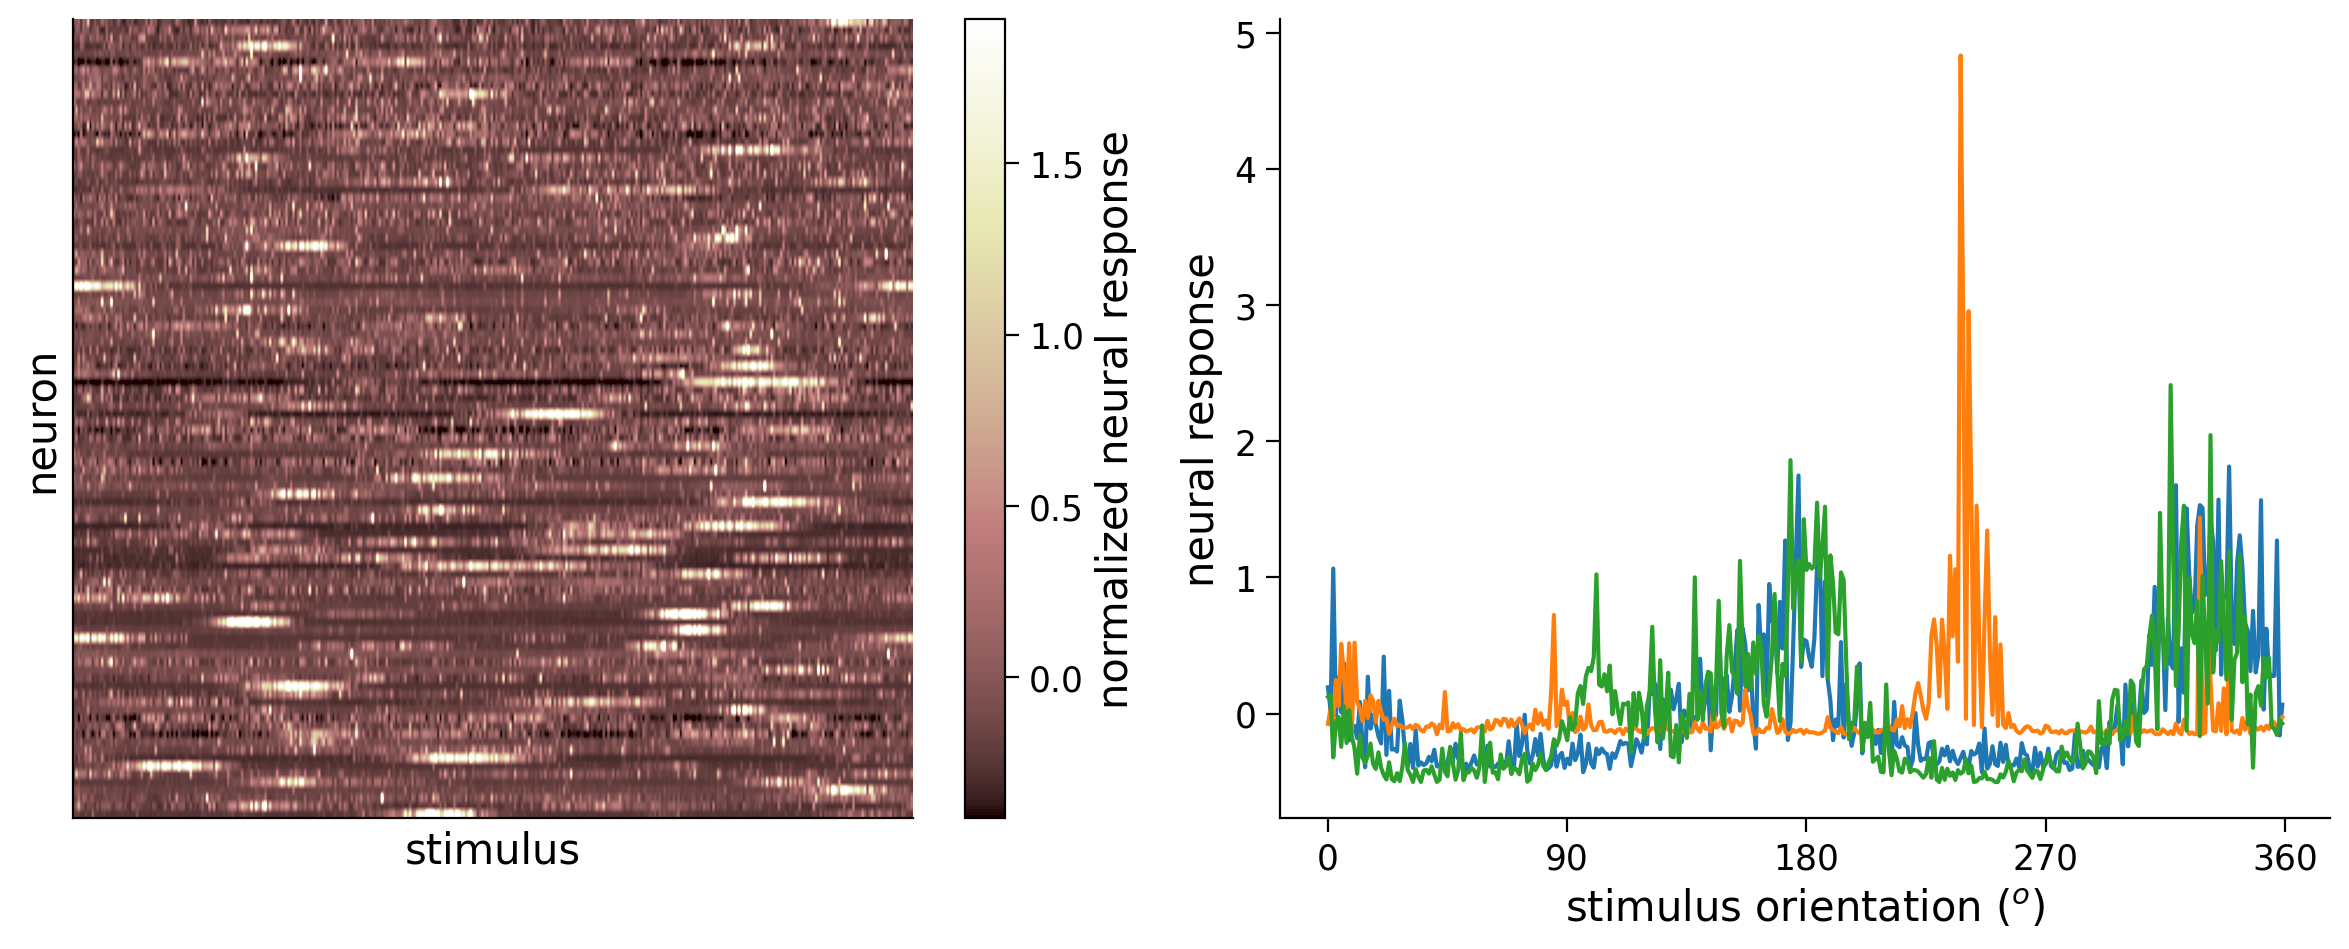 neuron
stimulus
1.5
1.0
0.5
0.0
normalized neural response
5
4
3
2
1
0
neural response
0 90 180 270 360
stimulus orientation (°)